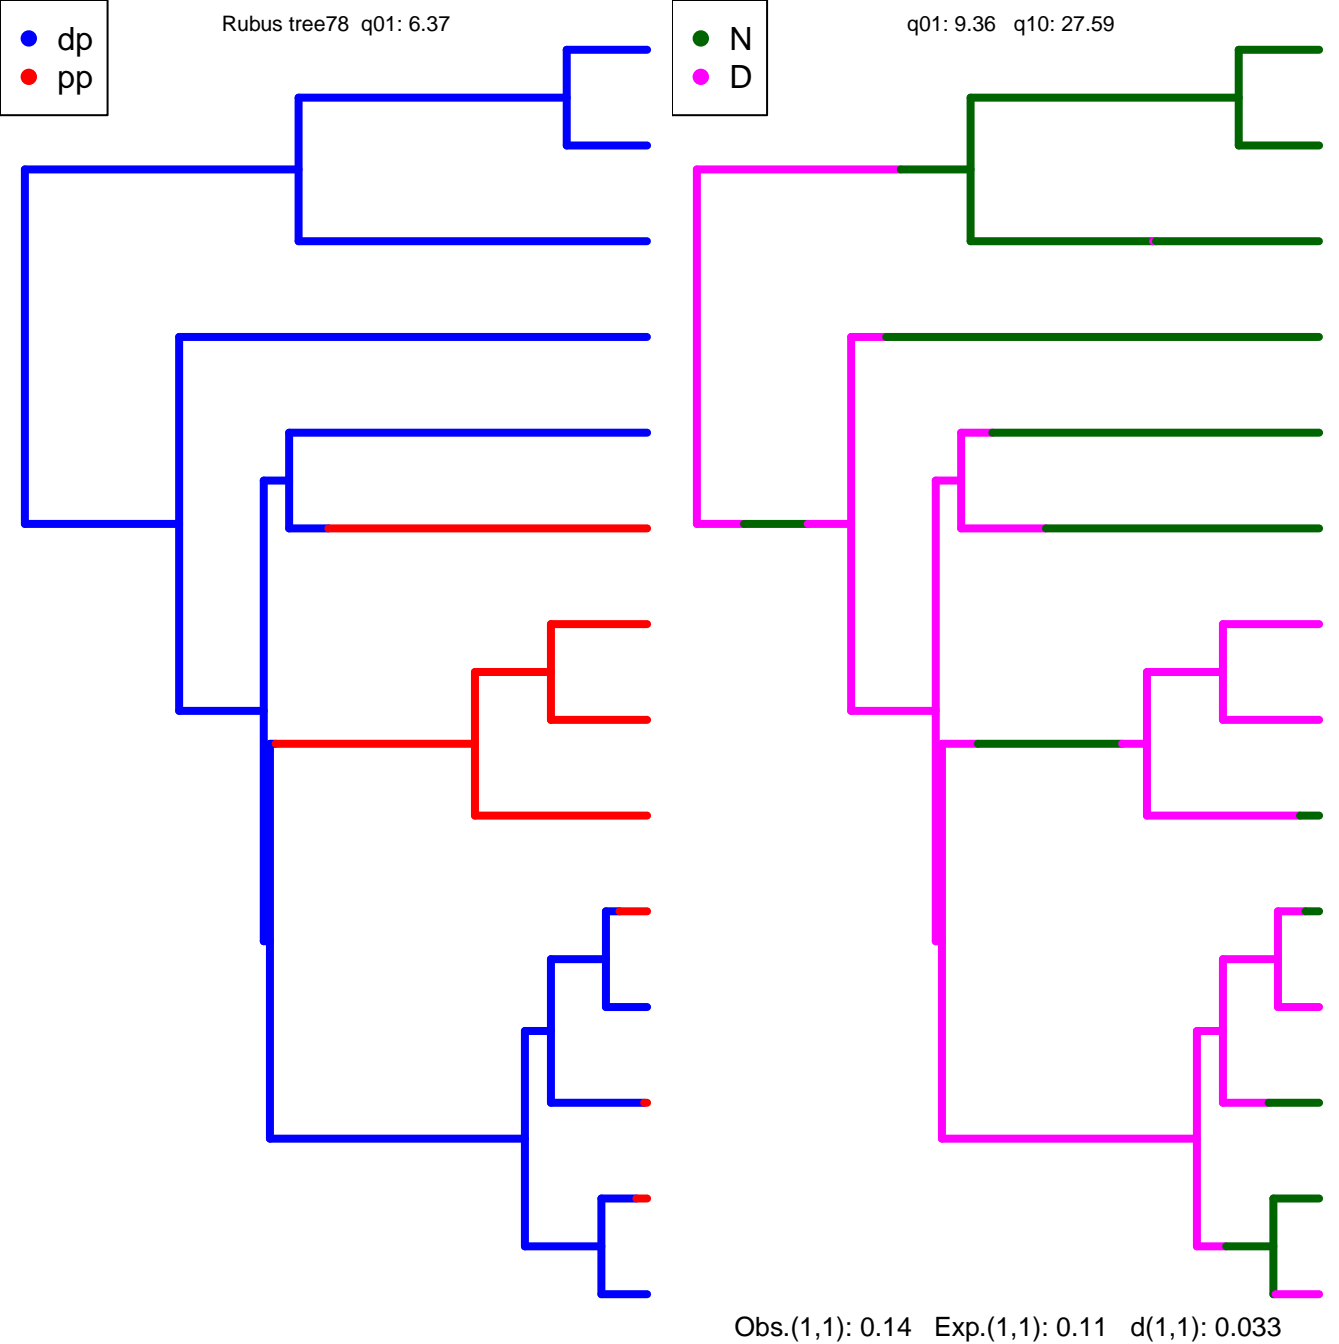 dp
pp
Rubus tree78  q01: 6.37
N
D
q01: 9.36   q10: 27.59
Obs.(1,1): 0.14   Exp.(1,1): 0.11   d(1,1): 0.033